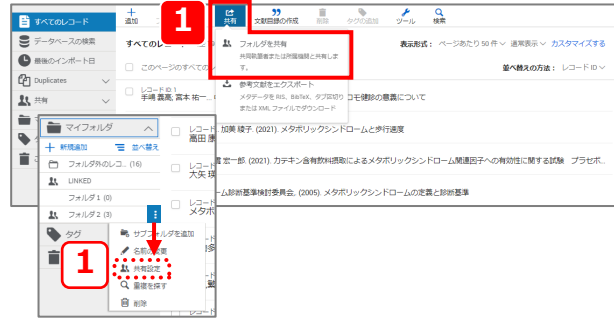 すべてのレコード
データベースの検索
最後のインポート日
Duplicates
共有
追加
共有
文献目録の作成
削除
タグの追加
ツール
検索
1
すべてのレ
表示形式： ページあたり 50 件 通常表示 カスタマイズする
このページのすべての
並べ替えの方法： レコード ID
フォルダを共有
共同執筆者または所属機関と共有しま
す。
参考文献をエクスポート
メタデータを RIS、BibTeX、タブ区切り
または XML ファイルでダウンロード
レコード ID 1
手嶋 義高, 宮本 祐一
コモ健診の意義について
レコード
高田 康
加美 綾子. (2021). メタボリックシンドロームと歩行速度
レコード
大矢 瑛
宏一郎. (2021). カテキン含有飲料摂取によるメタボリックシンドローム関連因子への有効性に関する試験 プラセボ...
レコード
メタボ
ーム診断基準検討委員会. (2005). メタボリックシンドロームの定義と診断基準
マイフォルダ
新規追加 並べ替え
フォルダ外のレコ... (16)
LINKED
フォルダ1 (0)
フォルダ2 (3)
タグ
1
サブフォルダを追加
名前の変更
共有設定
重複を探す
削除